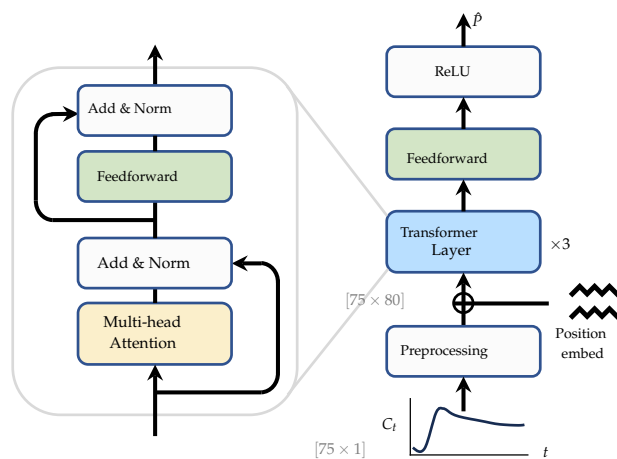 Add & Norm
Feedforward
Add & Norm
Multi-head
Attention
P̂
ReLU
Feedforward
Transformer
Layer
×3
[75 × 80]
Position
embed
Preprocessing
C_t
t
[75 × 1]